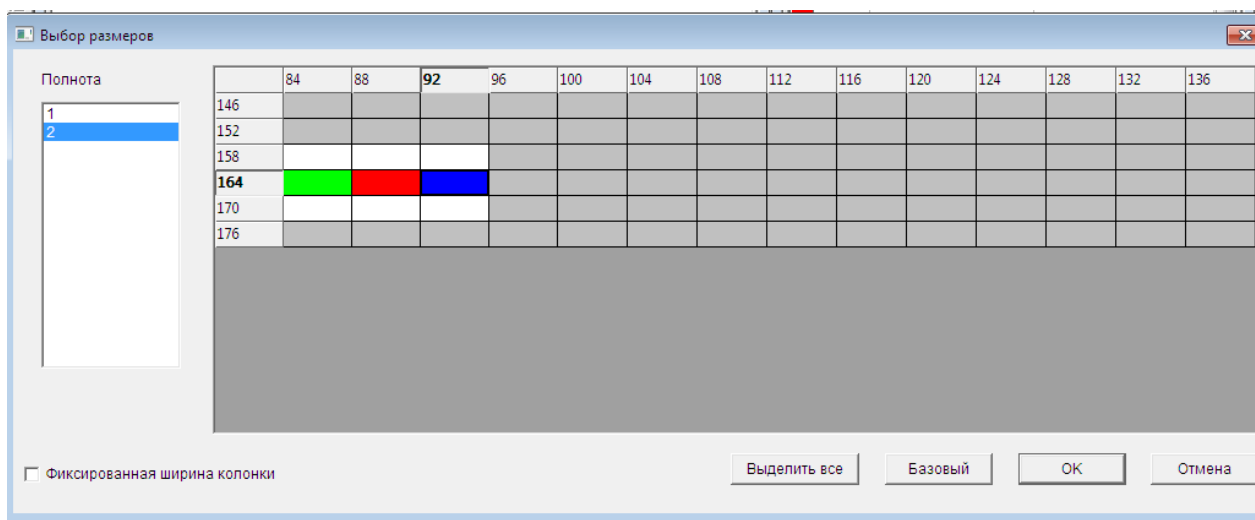 Выбор размеров
Полнота
1
2
84 88 92 96 100 104 108 112 116 120 124 128 132 136
146
152
158
164
170
176
Фиксированная ширина колонки
Выделить все Базовый OK Отмена